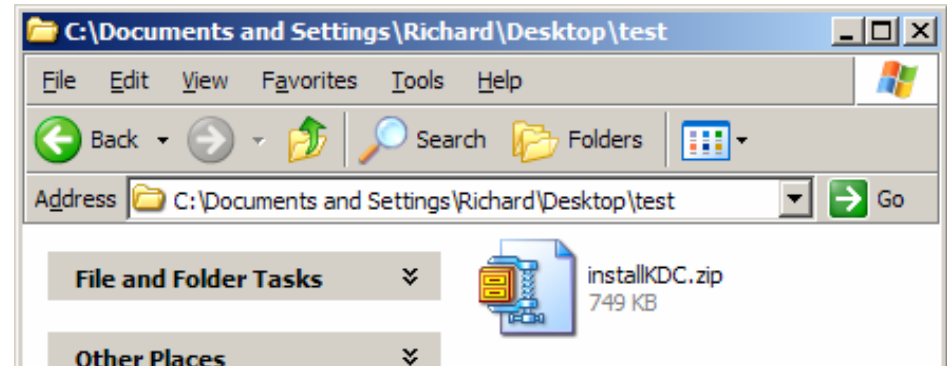 C:\Documents and Settings\Richard\Desktop\test
File Edit View Favorites Tools Help
Back Search Folders
Address C:\Documents and Settings\Richard\Desktop\test Go
File and Folder Tasks
installKDC.zip
749 KB
Other Places